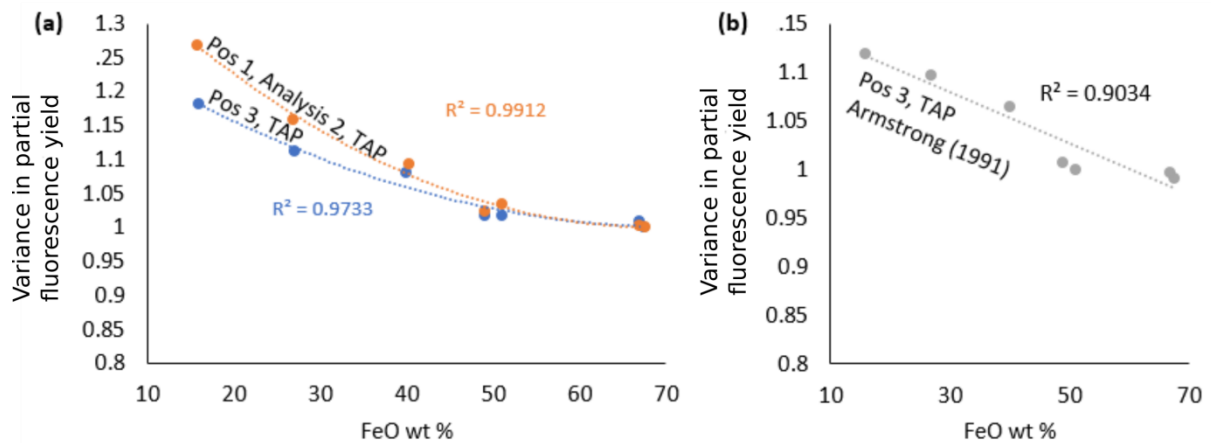 (a)
Variance in partial
fluorescence yield
1.3
.25
1.2
1.15
1.1
1.05
1
0.95
0.9
0.85
0.8
Pos 1, Analysis 2, TAP
Pos 3, TAP
R² = 0.9912
R² = 0.9733
10
20
30
40
50
60
70
FeO wt %
(b)
Variance in partial
fluorescence yield
.15
1.1
1.05
1
0.95
0.9
0.85
0.8
Pos 3, TAP
Armstrong (1991)
R² = 0.9034
10
30
50
70
FeO wt %